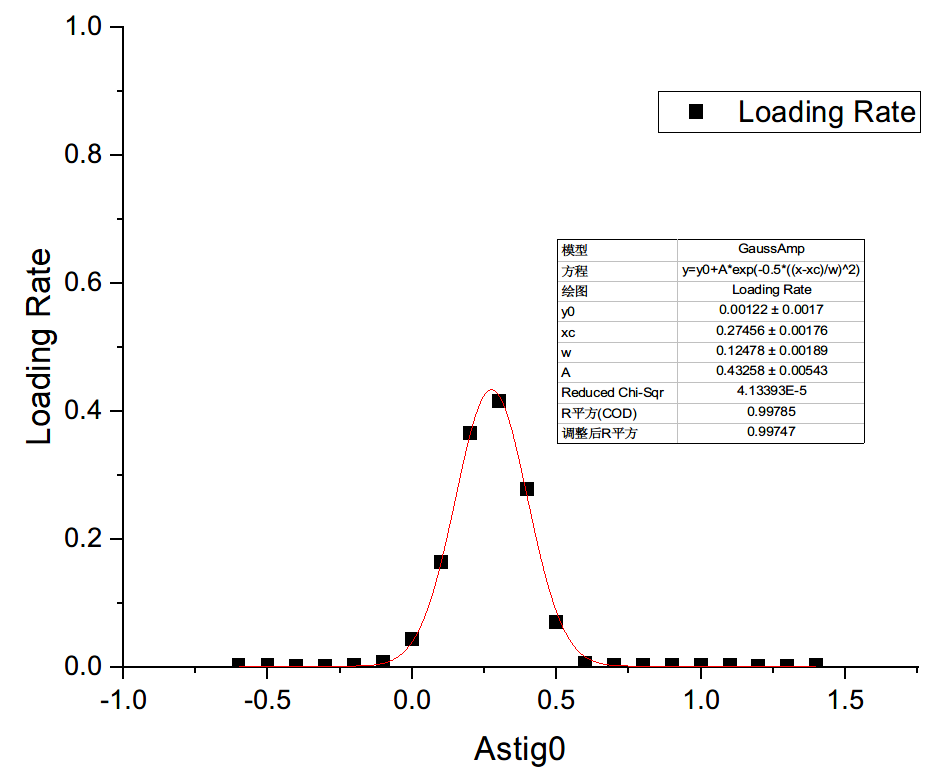 1.0
0.8
0.6
0.4
0.2
0.0
Loading Rate
-1.0 -0.5 0.0 0.5 1.0 1.5
Astig0
Loading Rate
模型 GaussAmp
方程 y=y0+A*exp(-0.5*((x-xc)/w)^2)
绘图 Loading Rate
y0 0.00122 ± 0.0017
xc 0.27456 ± 0.00176
w 0.12478 ± 0.00189
A 0.43258 ± 0.00543
Reduced Chi-Sqr 4.13393E-5
R平方(COD) 0.99785
调整后R平方 0.99747